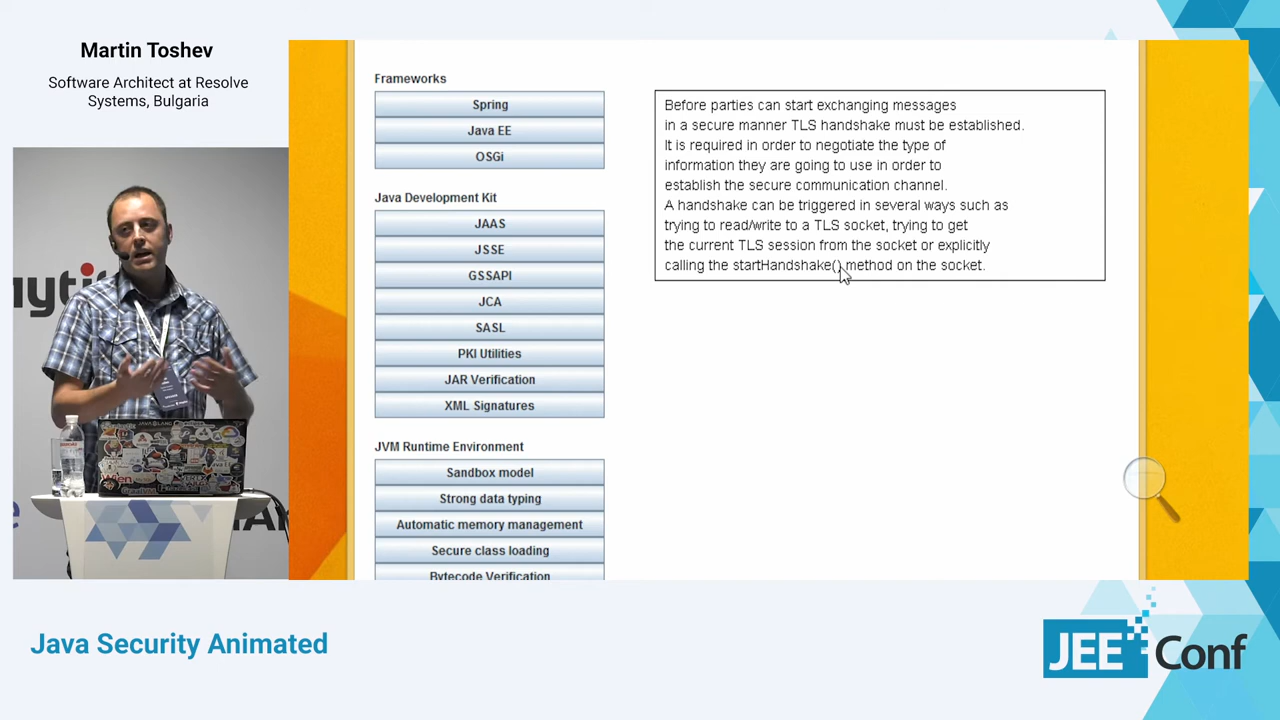 Martin Toshev
Software Architect at Resolve
Systems, Bulgaria
Frameworks
Spring
Java EE
OSGi
Java Development Kit
JAAS
JSSE
GSSAPI
JCA
SASL
PKI Utilities
JAR Verification
XML Signatures
JVM Runtime Environment
Sandbox model
Strong data typing
Automatic memory management
Secure class loading
Bytecode Verification
Before parties can start exchanging messages
in a secure manner TLS handshake must be established.
It is required in order to negotiate the type of
information they are going to use in order to
establish the secure communication channel.
A handshake can be triggered in several ways such as
trying to read/write to a TLS socket, trying to get
the current TLS session from the socket or explicitly
calling the startHandshake() method on the socket.
Java Security Animated
JEE Conf